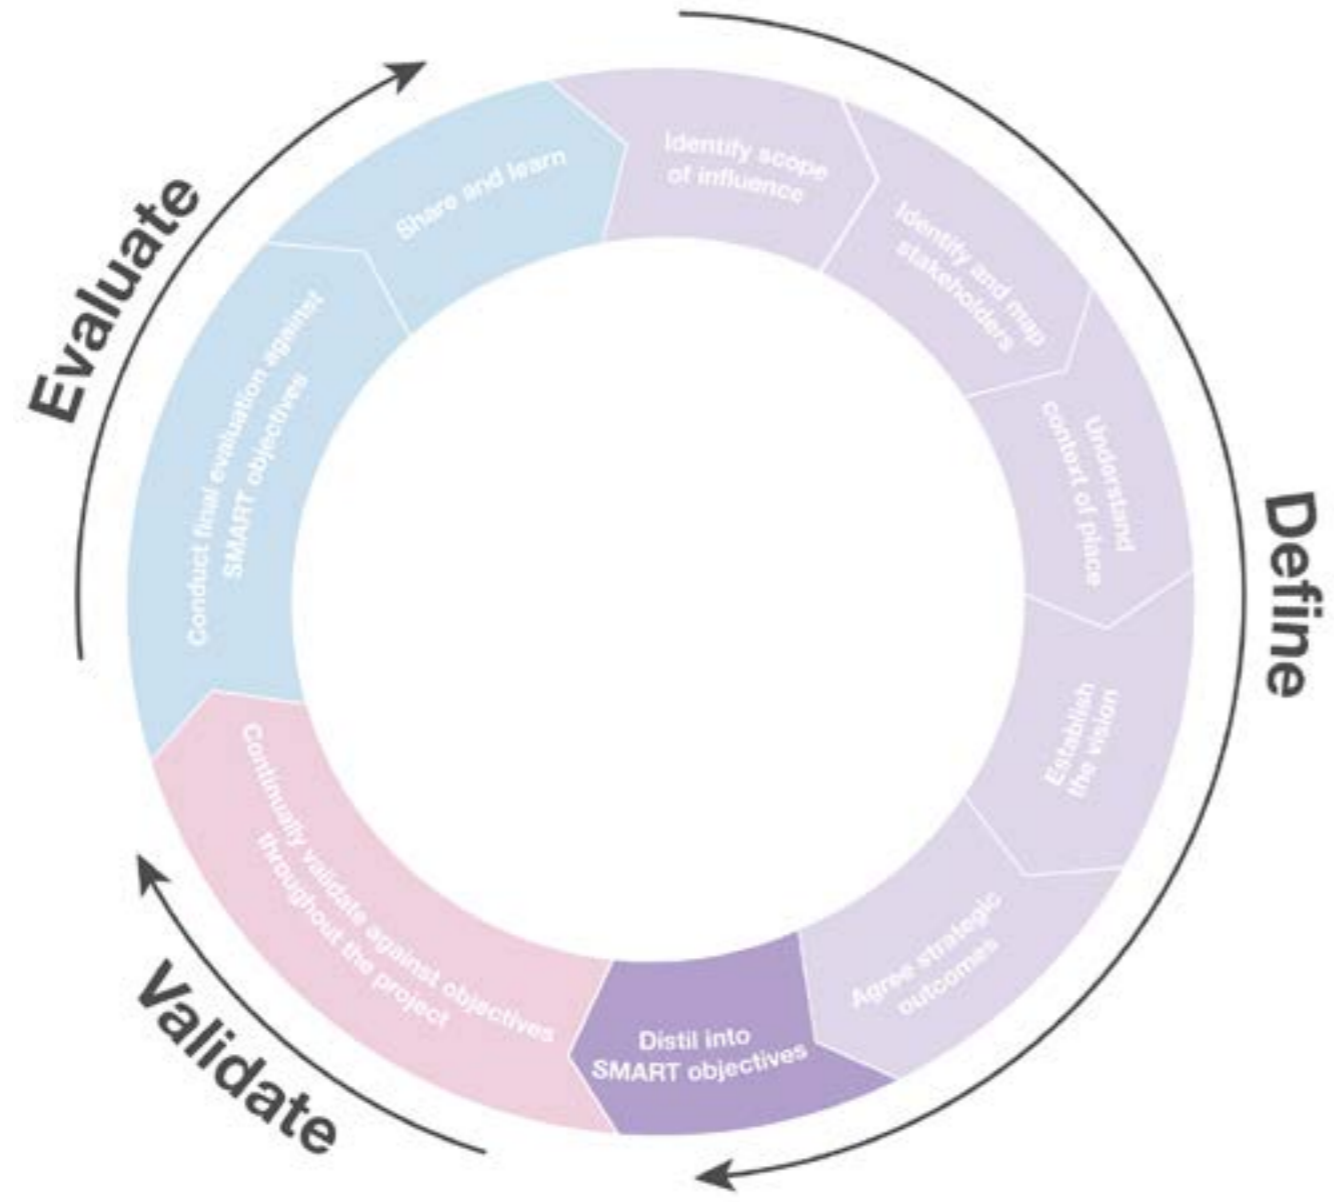 Identify scope
of influence
Identify and map
stakeholders
Understand
context of place
Establish
the vision
Agree strategic
outcomes
Distil into
SMART objectives
Define
Continually validate against objectives
throughout the project
Validate
Conduct final evaluation against
SMART objectives
Share and learn
Evaluate